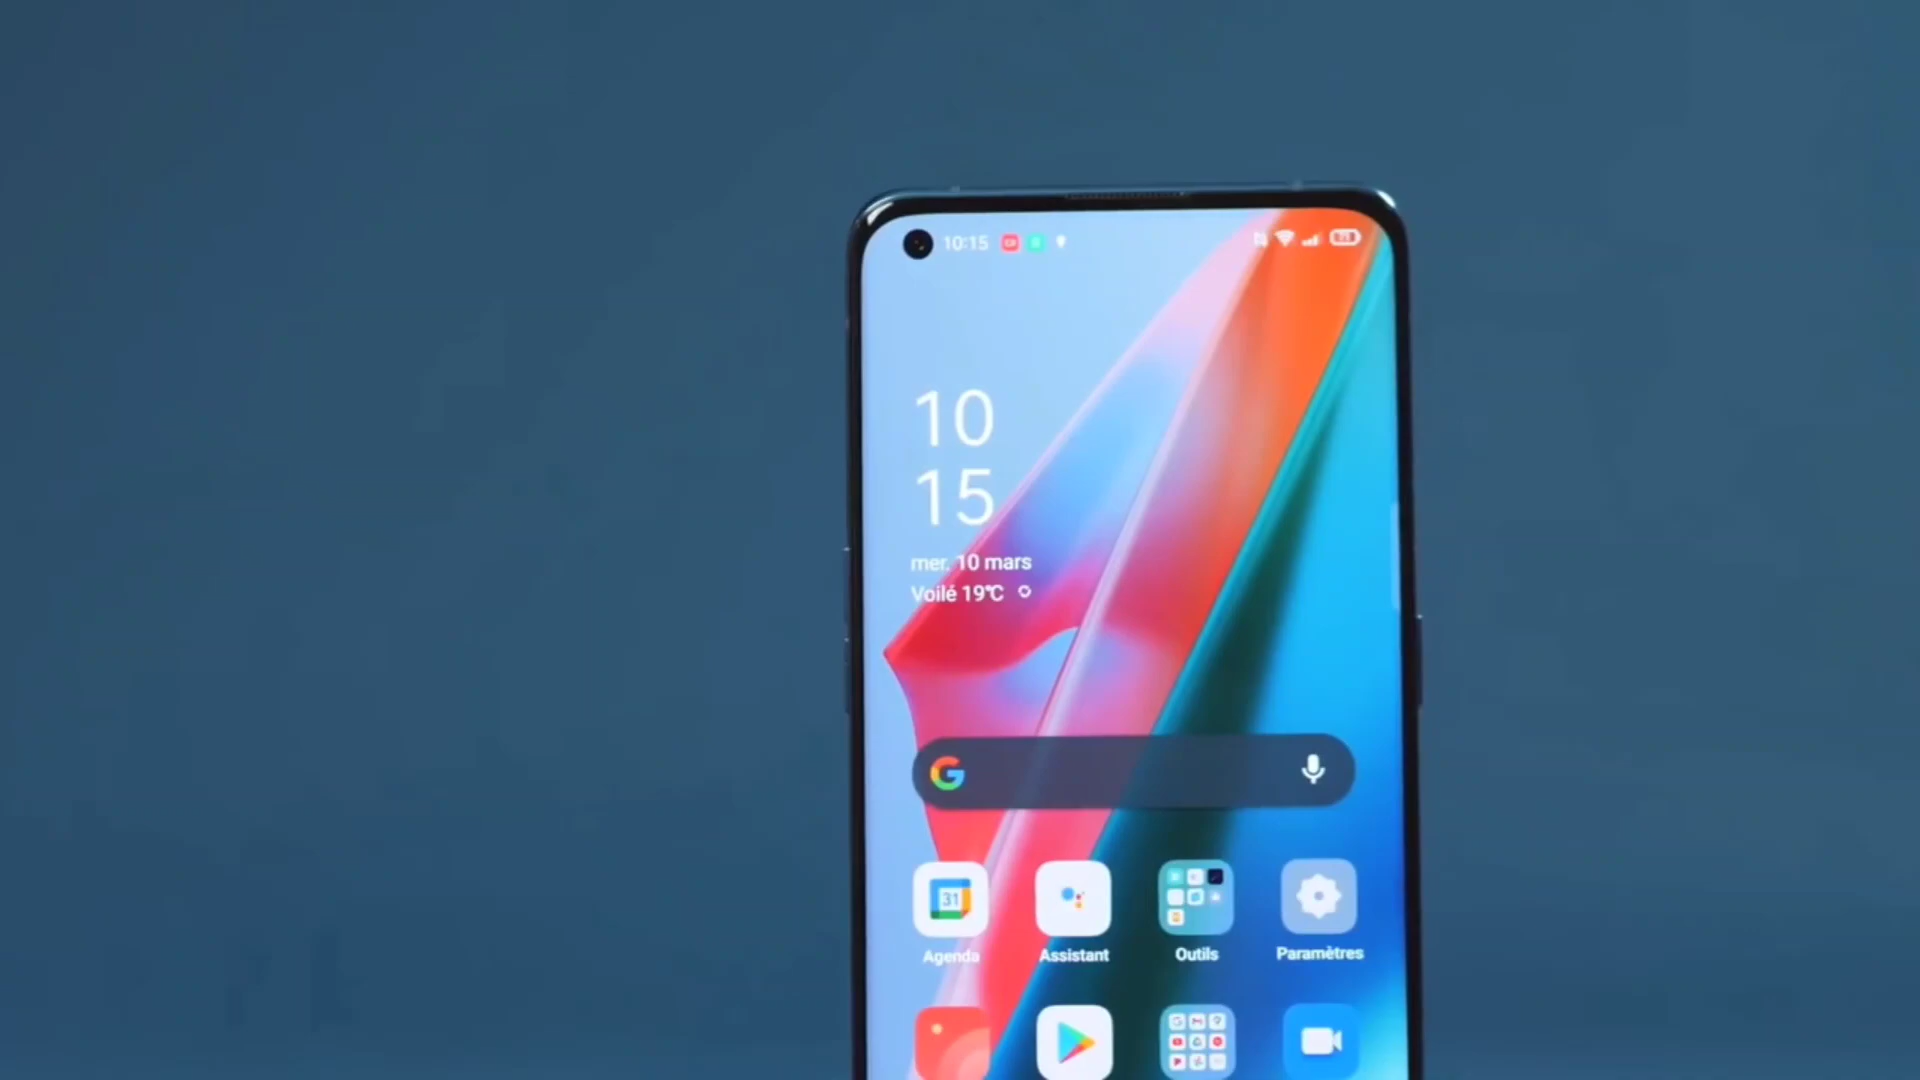 10:15
10
15
mer. 10 mars
Voilé 19°C
G
31
Agenda
Assistant
Outils
Paramètres